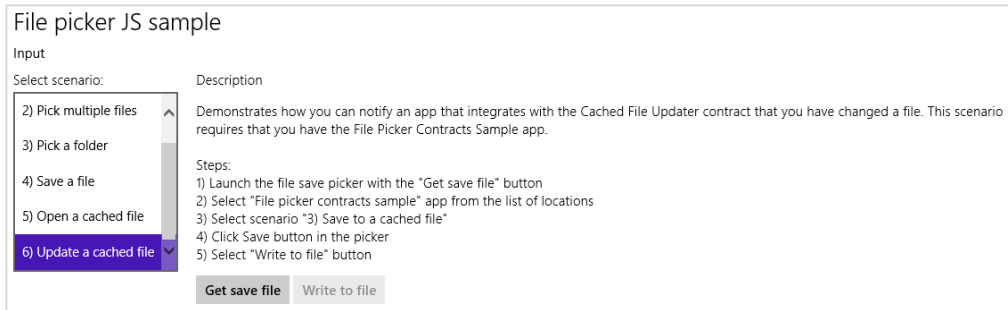 File picker JS sample
Input
Select scenario:
2) Pick multiple files
3) Pick a folder
4) Save a file
5) Open a cached file
6) Update a cached file
Description
Demonstrates how you can notify an app that integrates with the Cached File Updater contract that you have changed a file. This scenario
requires that you have the File Picker Contracts Sample app.
Steps:
1) Launch the file save picker with the "Get save file" button
2) Select "File picker contracts sample" app from the list of locations
3) Select scenario "3) Save to a cached file"
4) Click Save button in the picker
5) Select "Write to file" button
Get save file Write to file